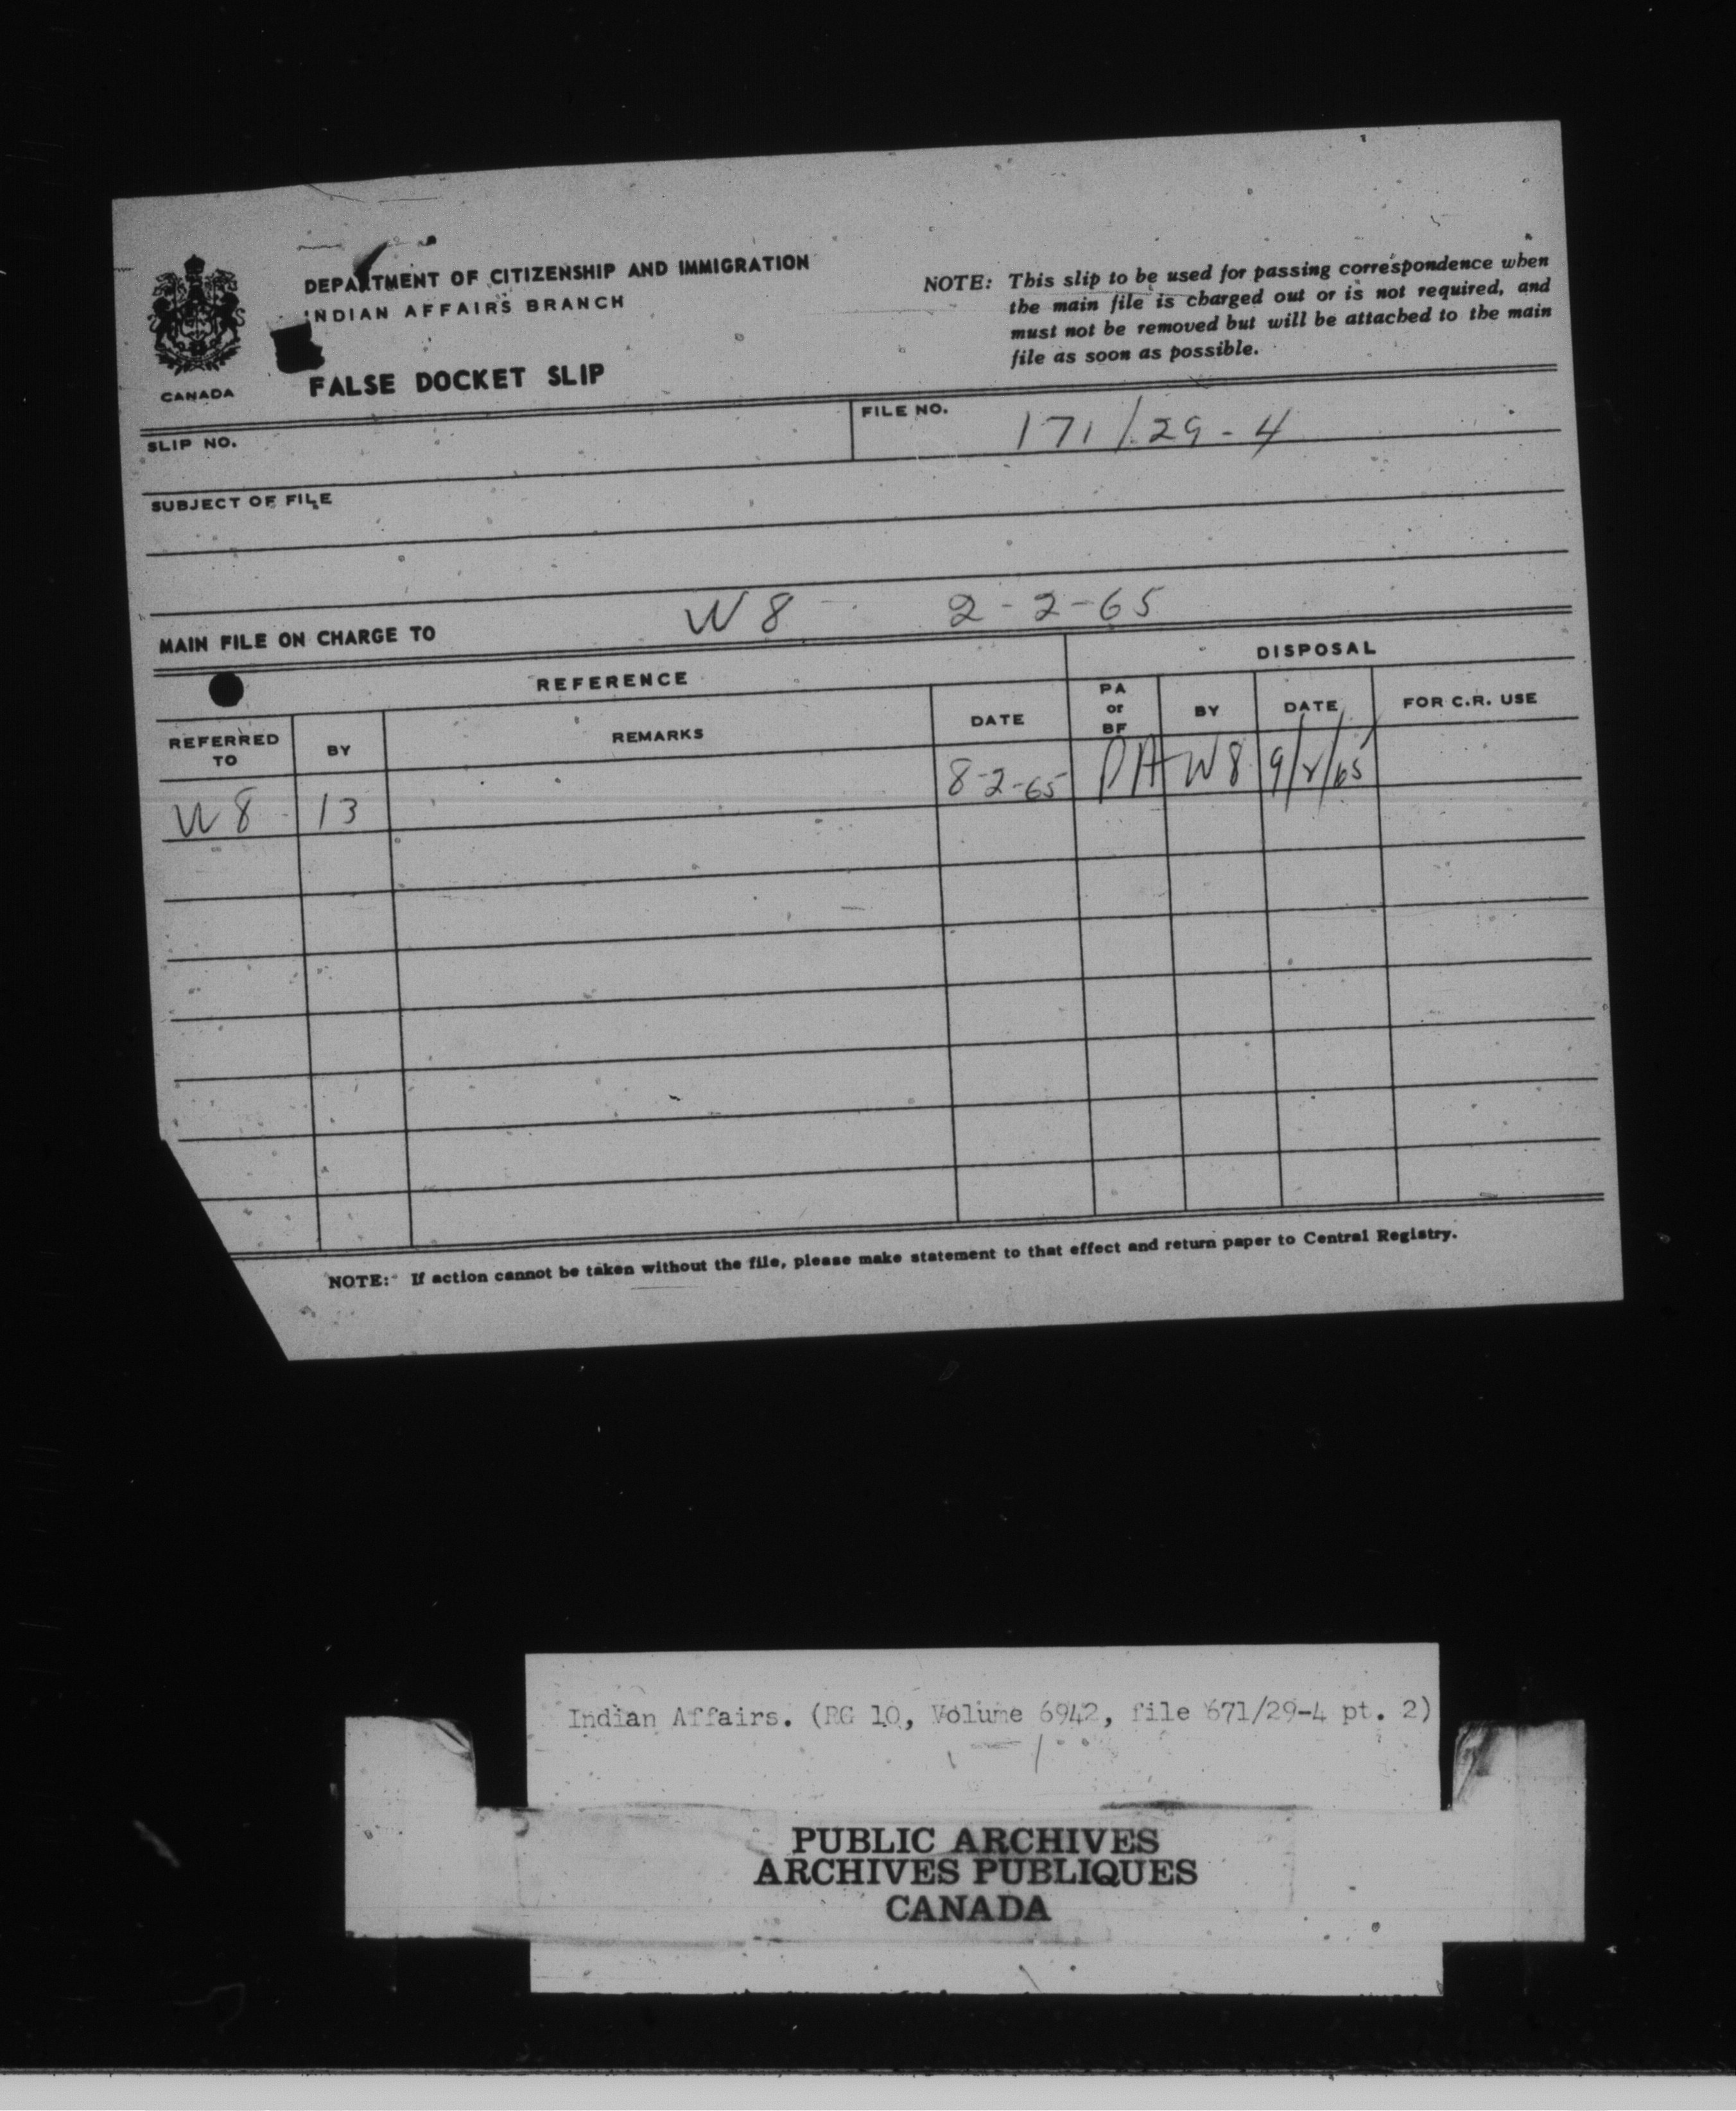 DEPARTMENT OF CITIZENSHIP AND IMMIGRATION
INDIAN AFFAIRS BRANCH
CANADA
FALSE DOCKET SLIP
NOTE: This slip to be used for passing correspondence when
the main file is charged out or is not required, and
must not be removed but will be attached to the main
file as soon as possible.
SLIP NO.
FILE NO. 171/29-4
SUBJECT OF FILE
MAIN FILE ON CHARGE TO W8 2-2-65
REFERENCE DISPOSAL
REFERRED TO BY REMARKS DATE PA or BF BY DATE FOR C.R. USE
W8 13 8-2-65 PA W8 9/2/65
NOTE: If action cannot be taken without the file, please make statement to that effect and return paper to Central Registry.
Indian Affairs. (RG 10, Volume 6942, file 671/29-4 pt. 2)
PUBLIC ARCHIVES
ARCHIVES PUBLIQUES
CANADA